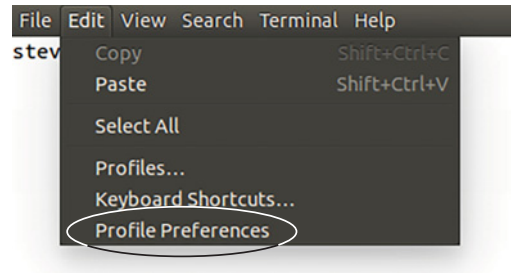 File Edit View Search Terminal Help
stev
Copy Shift+Ctrl+C
Paste Shift+Ctrl+V
Select All
Profiles...
Keyboard Shortcuts...
Profile Preferences